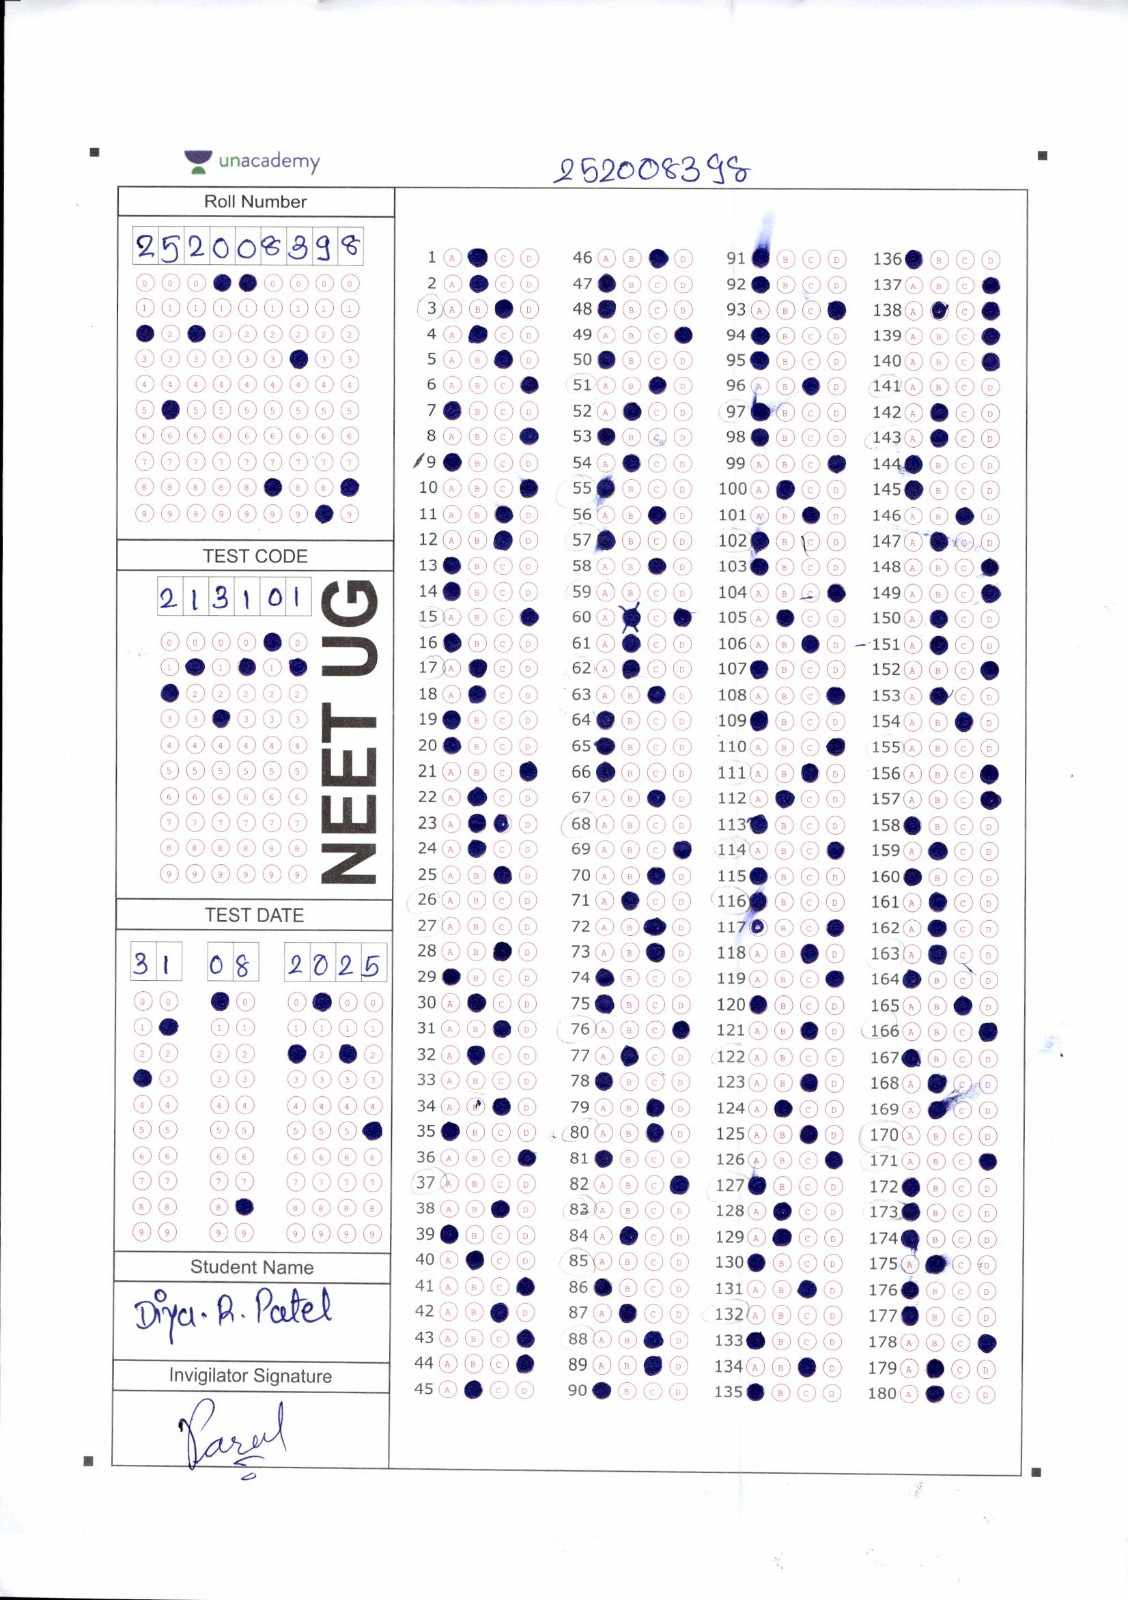 unacademy
252008398
Roll Number
252008398
TEST CODE
213101
NEET UG
TEST DATE
31 08 2025
Student Name
Diya. R. Patel
Invigilator Signature
1 A C D
2 A C D
3 A B D
4 A C D
5 A B D
6 A B C
7 B C D
8 A B C
9 B C D
10 A B C
11 A B D
12 A B D
13 B C D
14 B C D
15 A B C
16 B C D
17 A C D
18 A C D
19 B C D
20 B C D
21 A B C
22 A C D
23 A D
24 A C D
25 A B D
26 A B C D
27 A B C D
28 A B D
29 B C D
30 A C D
31 A B D
32 A C D
33 A B C D
34 A B D
35 B C D
36 A B C
37 A B C D
38 A B D
39 B C D
40 A C D
41 A B C
42 A B D
43 A B C
44 A B C
45 A C D
46 A B D
47 B C D
48 B C D
49 A B C
50 B C D
51 A B D
52 A C D
53 B C D
54 A C D
55 B C D
56 A B D
57 B C D
58 A B D
59 A B C D
60 A C
61 A C D
62 A C D
63 A B D
64 B C D
65 B C D
66 B C D
67 A B D
68 A B C D
69 A B C
70 A B D
71 A C D
72 A B D
73 A B D
74 B C D
75 B C D
76 A B C
77 A C D
78 B C D
79 A B D
80 A B D
81 B C D
82 A B C
83 A B C D
84 A C D
85 A B C D
86 B C D
87 A C D
88 A B D
89 A B D
90 B C D
91 B C D
92 B C D
93 A B C
94 B C D
95 B C D
96 A B D
97 B C D
98 B C D
99 A B C
100 A C D
101 A B D
102 B C D
103 B C D
104 A B C
105 A C D
106 A B D
107 B C D
108 A B C
109 B C D
110 A B C
111 A B D
112 A C D
113 B C D
114 A B C
115 B C D
116 B C D
117 B C
118 A B D
119 A B C
120 B C D
121 A B D
122 A B C D
123 A B D
124 A C D
125 A B D
126 A B C
127 B C D
128 A C D
129 A C D
130 B C D
131 A B D
132 A B C D
133 B C D
134 A B D
135 B C D
136 B C D
137 A B C
138 A C
139 A B C
140 A B C
141 A B C D
142 A C D
143 A C D
144 B C D
145 B C D
146 A B D
147 A C D
148 A B C
149 A B C
150 A C D
151 A C D
152 A B C
153 A C D
154 A B D
155 A B C D
156 A B C
157 A B C
158 B C D
159 A C D
160 B C D
161 A C D
162 A C D
163 A C D
164 B C D
165 A B D
166 A B C
167 B C D
168 A C D
169 A C D
170 A B C D
171 A B C
172 B C D
173 B C D
174 B C D
175 A C D
176 B C D
177 B C D
178 A B C
179 A C D
180 A C D